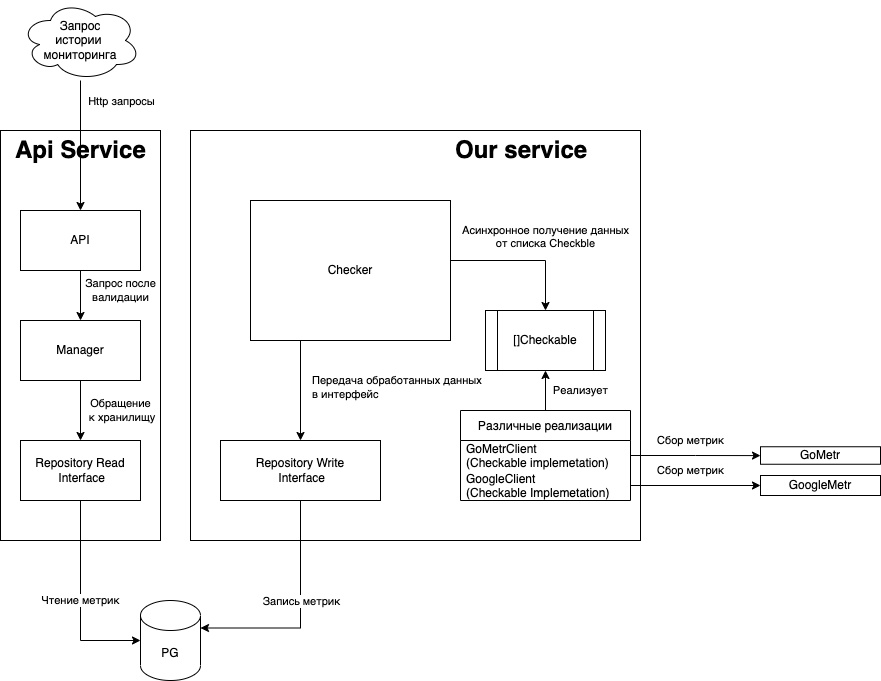 Запрос
истории
мониторинга
Http запросы
Api Service
API
Запрос после
валидации
Manager
Обращение
к хранилищу
Repository Read
Interface
Our service
Checker
Асинхронное получение данных
от списка Checkble
[]Checkable
Передача обработанных данных
в интерфейс
Реализует
Различные реализации
GoMetrClient
(Checkable implemetation)
GoogleClient
(Checkable Implemetation)
Repository Write
Interface
Сбор метрик
GoMetr
Сбор метрик
GoogleMetr
Чтение метрик
Запись метрик
PG